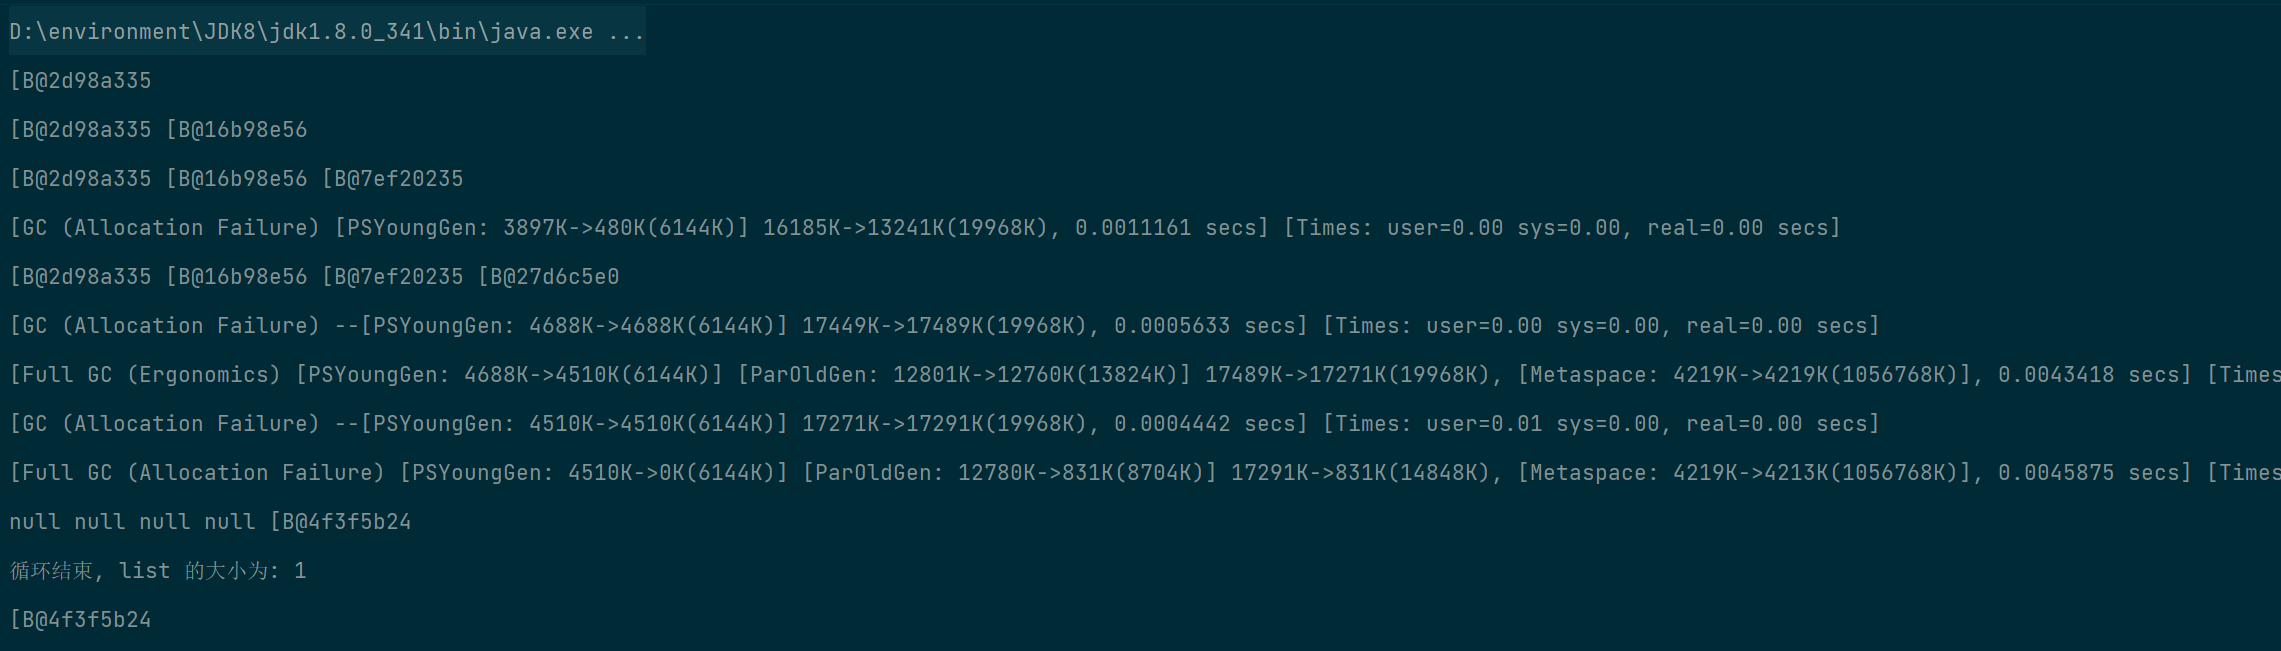 D:\environment\JDK8\jdk1.8.0_341\bin\java.exe ...
[B@2d98a335
[B@2d98a335 [B@16b98e56
[B@2d98a335 [B@16b98e56 [B@7ef20235
[GC (Allocation Failure) [PSYoungGen: 3897K->480K(6144K)] 16185K->13241K(19968K), 0.0011161 secs] [Times: user=0.00 sys=0.00, real=0.00 secs]
[B@2d98a335 [B@16b98e56 [B@7ef20235 [B@27d6c5e0
[GC (Allocation Failure) --[PSYoungGen: 4688K->4688K(6144K)] 17449K->17489K(19968K), 0.0005633 secs] [Times: user=0.00 sys=0.00, real=0.00 secs]
[Full GC (Ergonomics) [PSYoungGen: 4688K->4510K(6144K)] [ParOldGen: 12801K->12760K(13824K)] 17489K->17271K(19968K), [Metaspace: 4219K->4219K(1056768K)], 0.0043418 secs] [Times
[GC (Allocation Failure) --[PSYoungGen: 4510K->4510K(6144K)] 17271K->17291K(19968K), 0.0004442 secs] [Times: user=0.01 sys=0.00, real=0.00 secs]
[Full GC (Allocation Failure) [PSYoungGen: 4510K->0K(6144K)] [ParOldGen: 12780K->831K(8704K)] 17291K->831K(14848K), [Metaspace: 4219K->4213K(1056768K)], 0.0045875 secs] [Times
null null null null [B@4f3f5b24
循环结束, list 的大小为: 1
[B@4f3f5b24